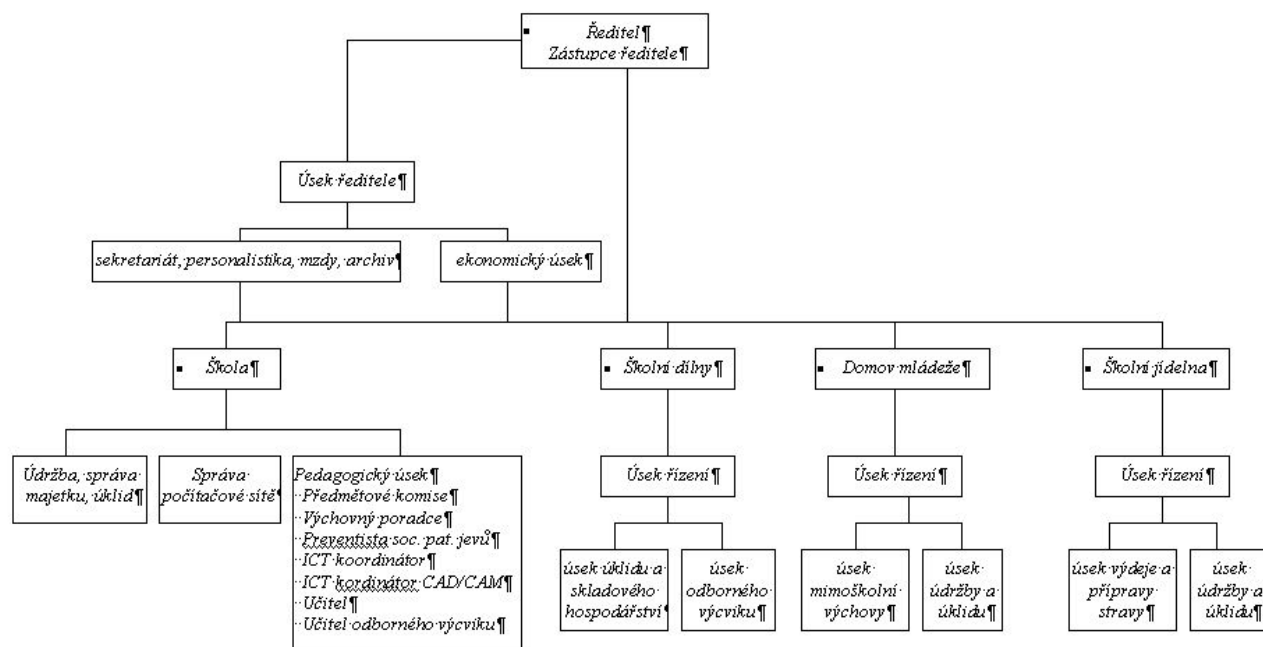 Ředitel¶
Zástupce·ředitele¶
Úsek·ředitele¶
sekretariát,·personalistika,·mzdy,·archiv¶
ekonomický·úsek¶
Škola¶
Školní·dílny¶
Domov·mládeže¶
Školní·jídelna¶
Údržba,·správa·
majetku,·úklid¶
Správa·
počítačové·sítě¶
Pedagogický·úsek¶
··Předmětové·komise¶
··Výchovný·poradce¶
··Preventista·soc.·pat.·jevů¶
··ICT·koordinátor¶
··ICT·kordinátor·CAD/CAM¶
··Učitel¶
··Učitel·odborného·výcviku¶
Úsek·řízení¶
Úsek·řízení¶
Úsek·řízení¶
úsek·úklidu·a·
skladového·
hospodářství¶
úsek·
odborného·
výcviku¶
úsek·
mimoškolní·
výchovy¶
úsek·
údržby·a·
úklidu¶
úsek·výdeje·a·
přípravy·
stravy¶
úsek·
údržby·a·
úklidu¶